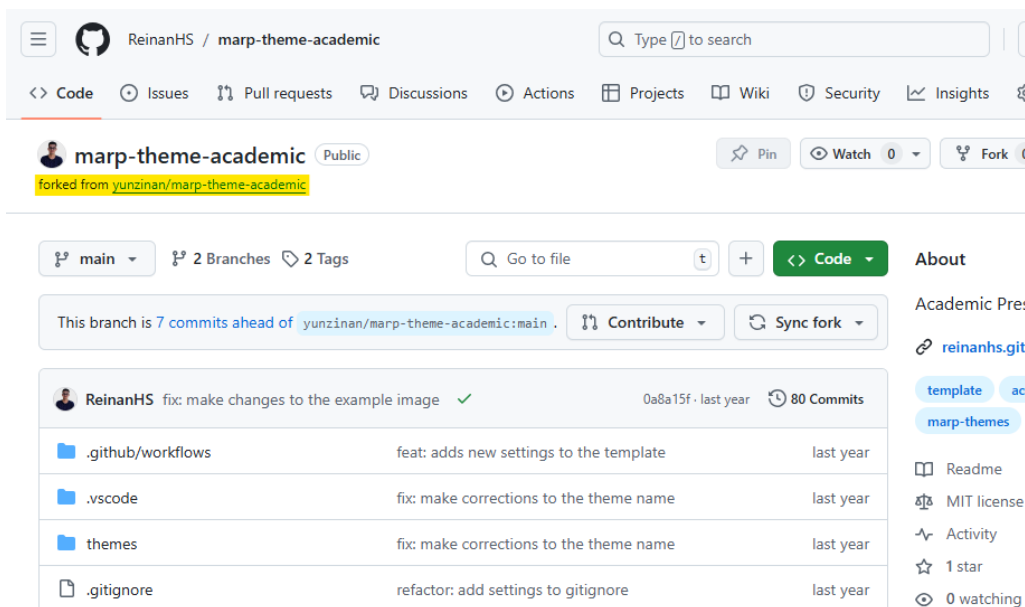 ReinanHS / marp-theme-academic
Type / to search
Code Issues Pull requests Discussions Actions Projects Wiki Security Insights
marp-theme-academic Public
Pin Watch 0 Fork
forked from yunzinan/marp-theme-academic
main 2 Branches 2 Tags
Go to file t
+
Code
About
Academic
This branch is 7 commits ahead of yunzinan/marp-theme-academic:main .
Contribute Sync fork
reinanhs.git
template
marp-themes
ReinanHS fix: make changes to the example image 0a8a15f · last year 80 Commits
.github/workflows feat: adds new settings to the template last year
.vscode fix: make corrections to the theme name last year
themes fix: make corrections to the theme name last year
.gitignore refactor: add settings to gitignore last year
Readme
MIT license
Activity
1 star
0 watching